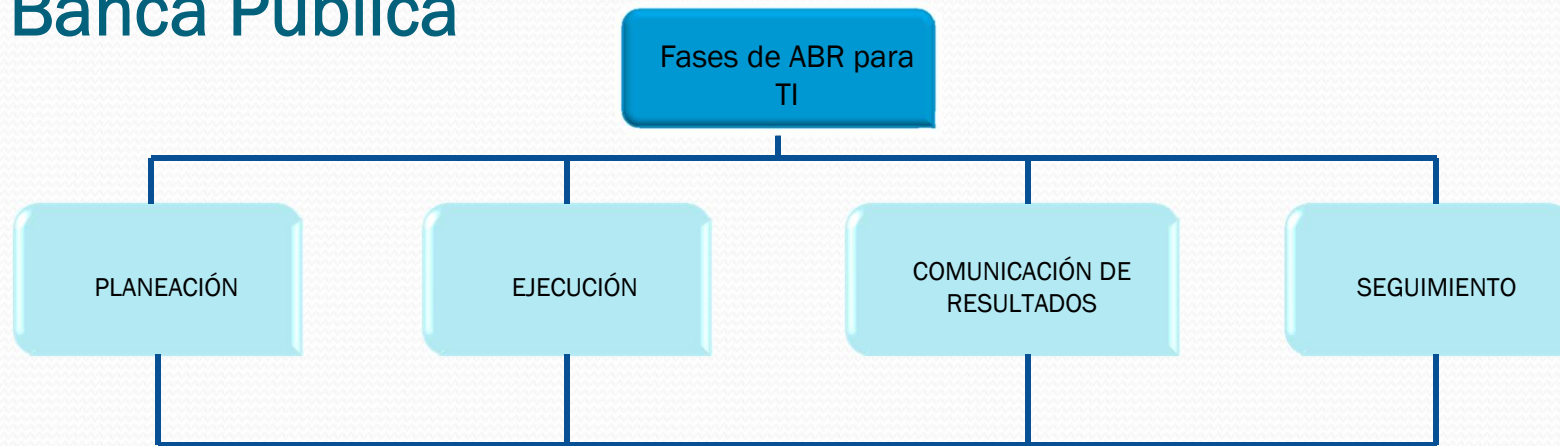 Banca Pública
Fases de ABR para
TI
PLANEACIÓN
EJECUCIÓN
COMUNICACIÓN DE
RESULTADOS
SEGUIMIENTO